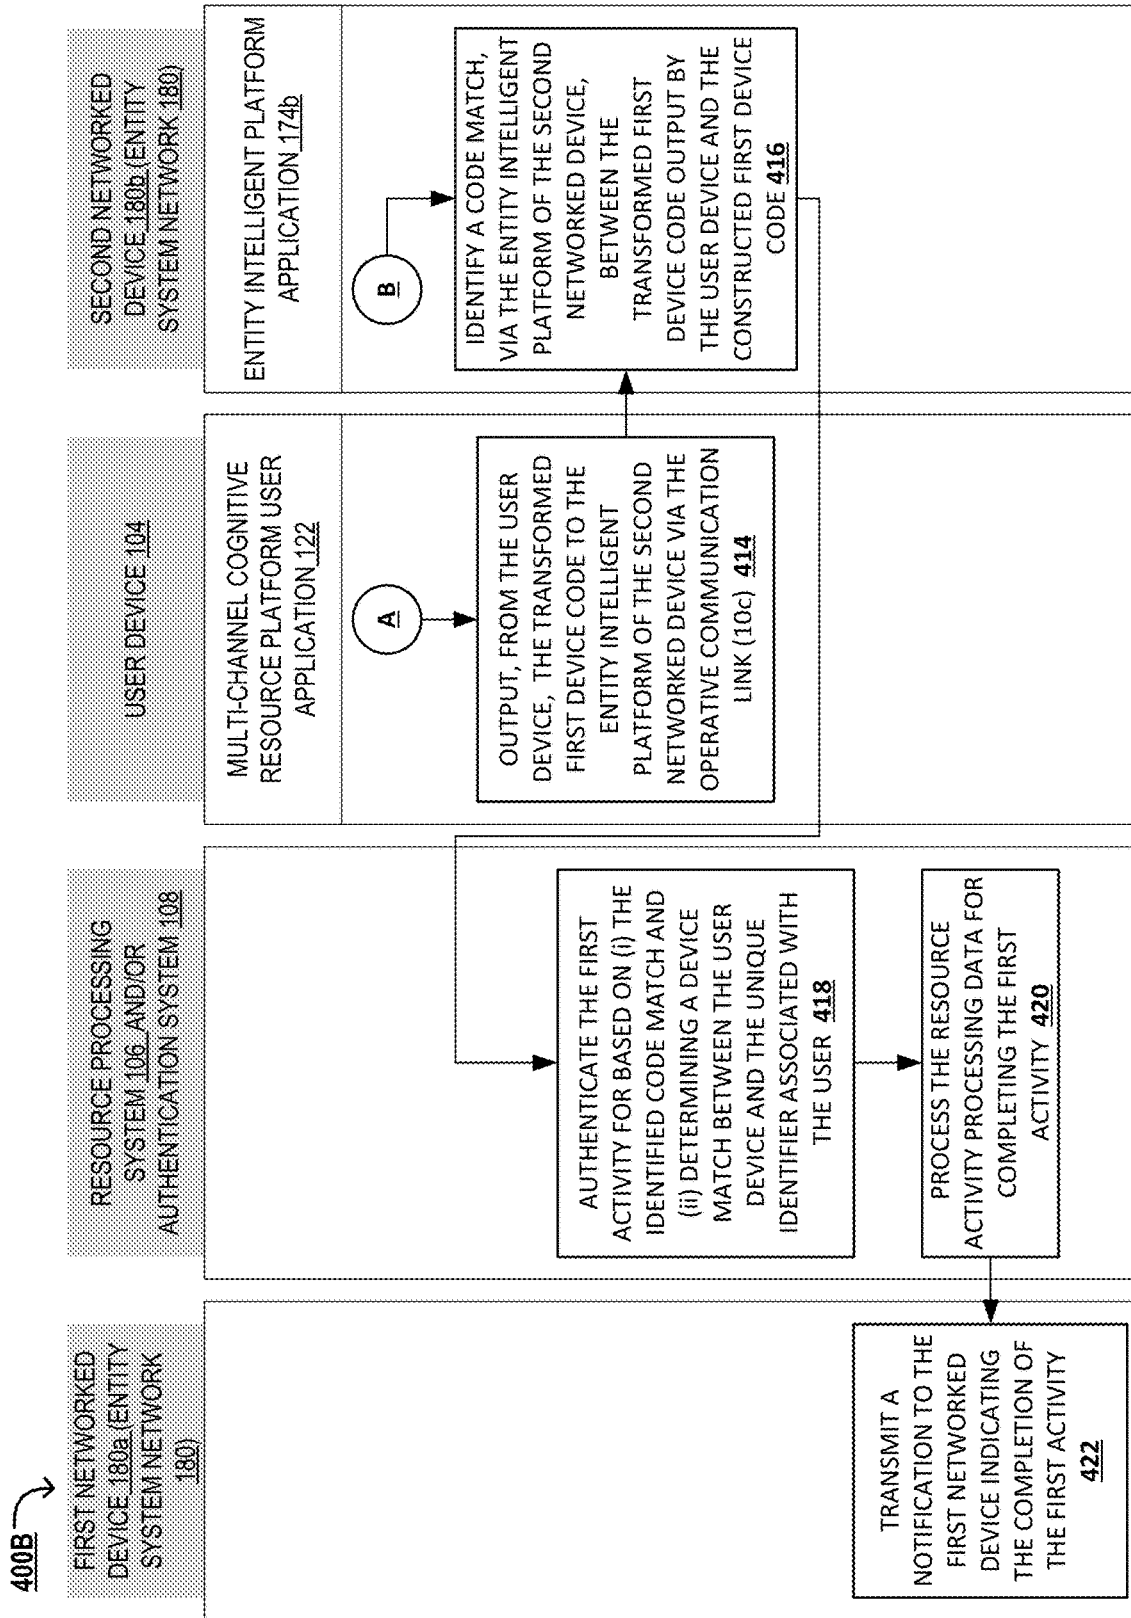 400B
FIRST NETWORKED
DEVICE 180a (ENTITY
SYSTEM NETWORK
180)
RESOURCE PROCESSING
SYSTEM 106 AND/OR
AUTHENTICATION SYSTEM 108
USER DEVICE 104
SECOND NETWORKED
DEVICE 180b (ENTITY
SYSTEM NETWORK 180)
MULTI-CHANNEL COGNITIVE
RESOURCE PLATFORM USER
APPLICATION 122
ENTITY INTELLIGENT PLATFORM
APPLICATION 174b
A
B
OUTPUT, FROM THE USER
DEVICE, THE TRANSFORMED
FIRST DEVICE CODE TO THE
ENTITY INTELLIGENT
PLATFORM OF THE SECOND
NETWORKED DEVICE VIA THE
OPERATIVE COMMUNICATION
LINK (10c) 414
IDENTIFY A CODE MATCH,
VIA THE ENTITY INTELLIGENT
PLATFORM OF THE SECOND
NETWORKED DEVICE,
BETWEEN THE
TRANSFORMED FIRST
DEVICE CODE OUTPUT BY
THE USER DEVICE AND THE
CONSTRUCTED FIRST DEVICE
CODE 416
AUTHENTICATE THE FIRST
ACTIVITY FOR BASED ON (i) THE
IDENTIFIED CODE MATCH AND
(ii) DETERMINING A DEVICE
MATCH BETWEEN THE USER
DEVICE AND THE UNIQUE
IDENTIFIER ASSOCIATED WITH
THE USER 418
PROCESS THE RESOURCE
ACTIVITY PROCESSING DATA FOR
COMPLETING THE FIRST
ACTIVITY 420
TRANSMIT A
NOTIFICATION TO THE
FIRST NETWORKED
DEVICE INDICATING
THE COMPLETION OF
THE FIRST ACTIVITY
422